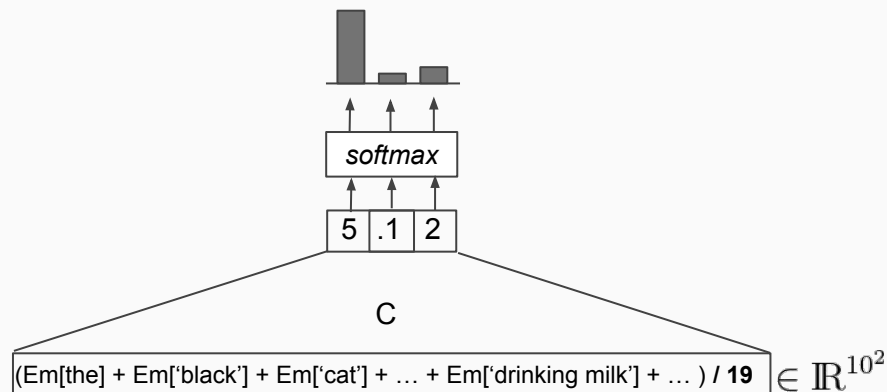 softmax
5 .1 2
C
(Em[the] + Em[‘black’] + Em[‘cat’] + … + Em[‘drinking milk’] + … ) / 19 ∈ ℝ^{10^2}